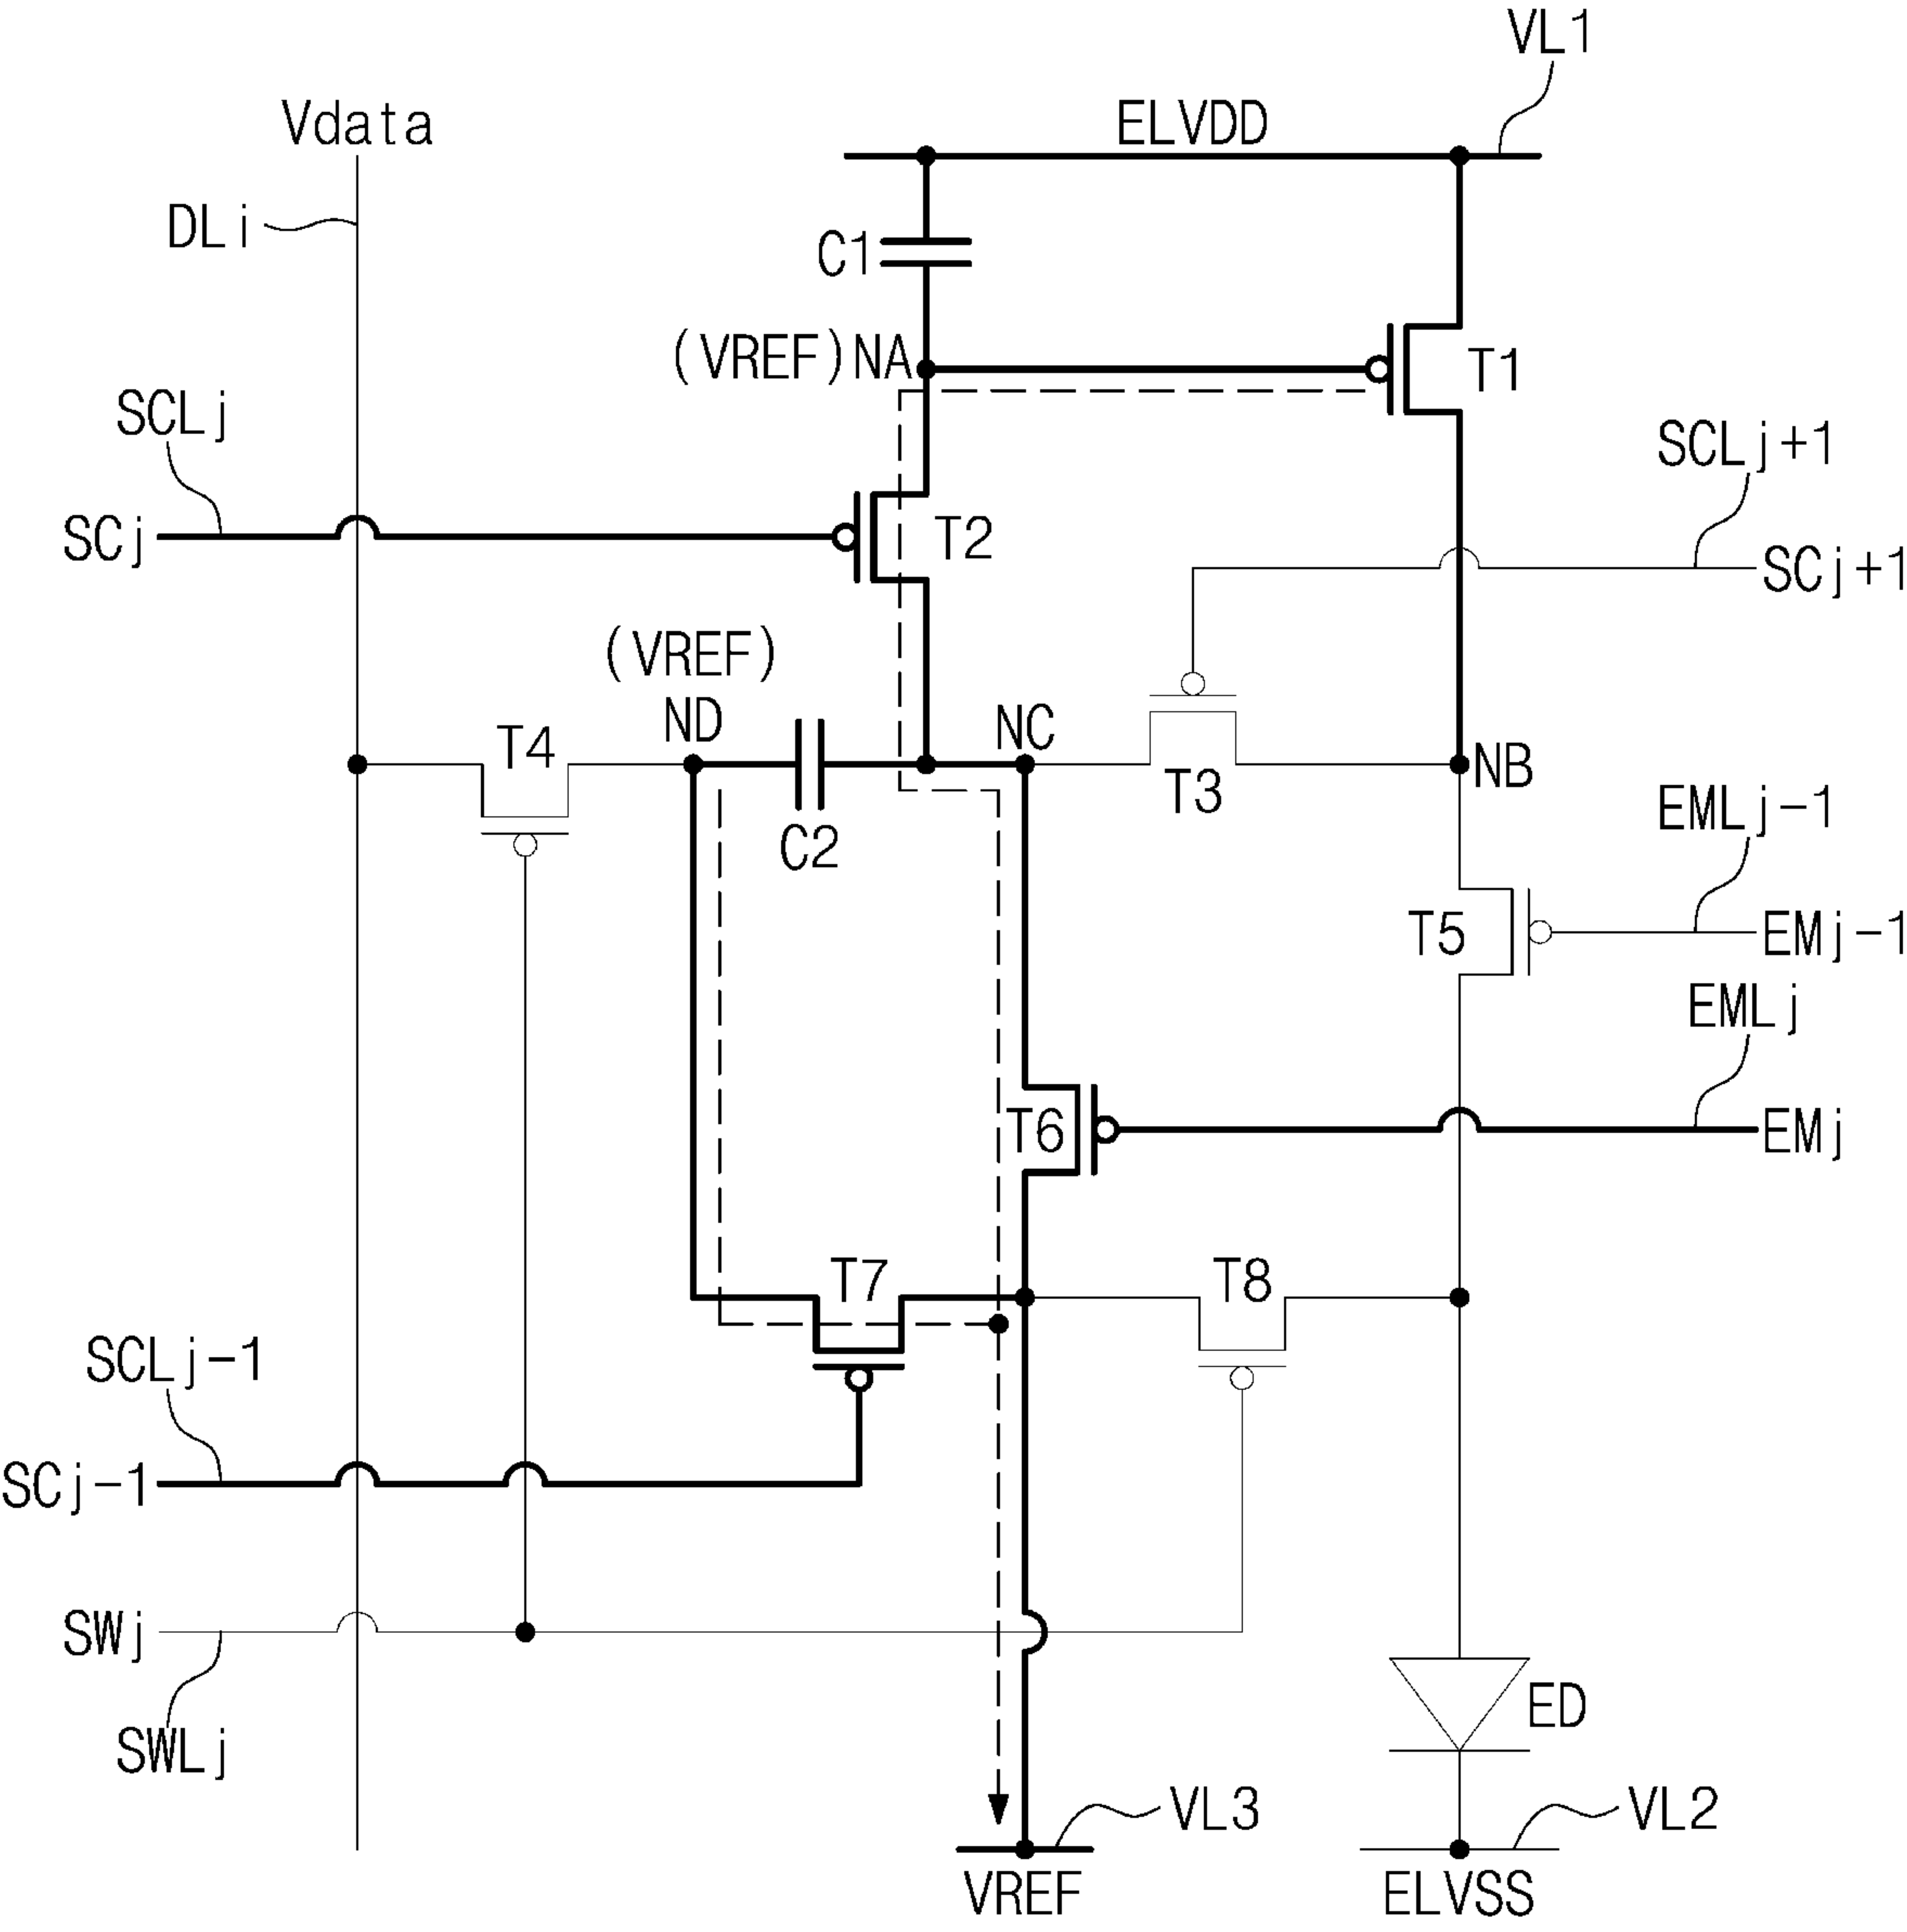 VL1
Vdata
ELVDD
DLi
C1
(VREF)NA
T1
SCLj
SCLj+1
SCj
T2
SCj+1
(VREF)
ND
NC
T4
T3
NB
EMLj-1
C2
T5
EMj-1
EMLj
T6
EMj
T7
T8
SCLj-1
SCj-1
SWj
ED
SWLj
VL3
VL2
VREF
ELVSS